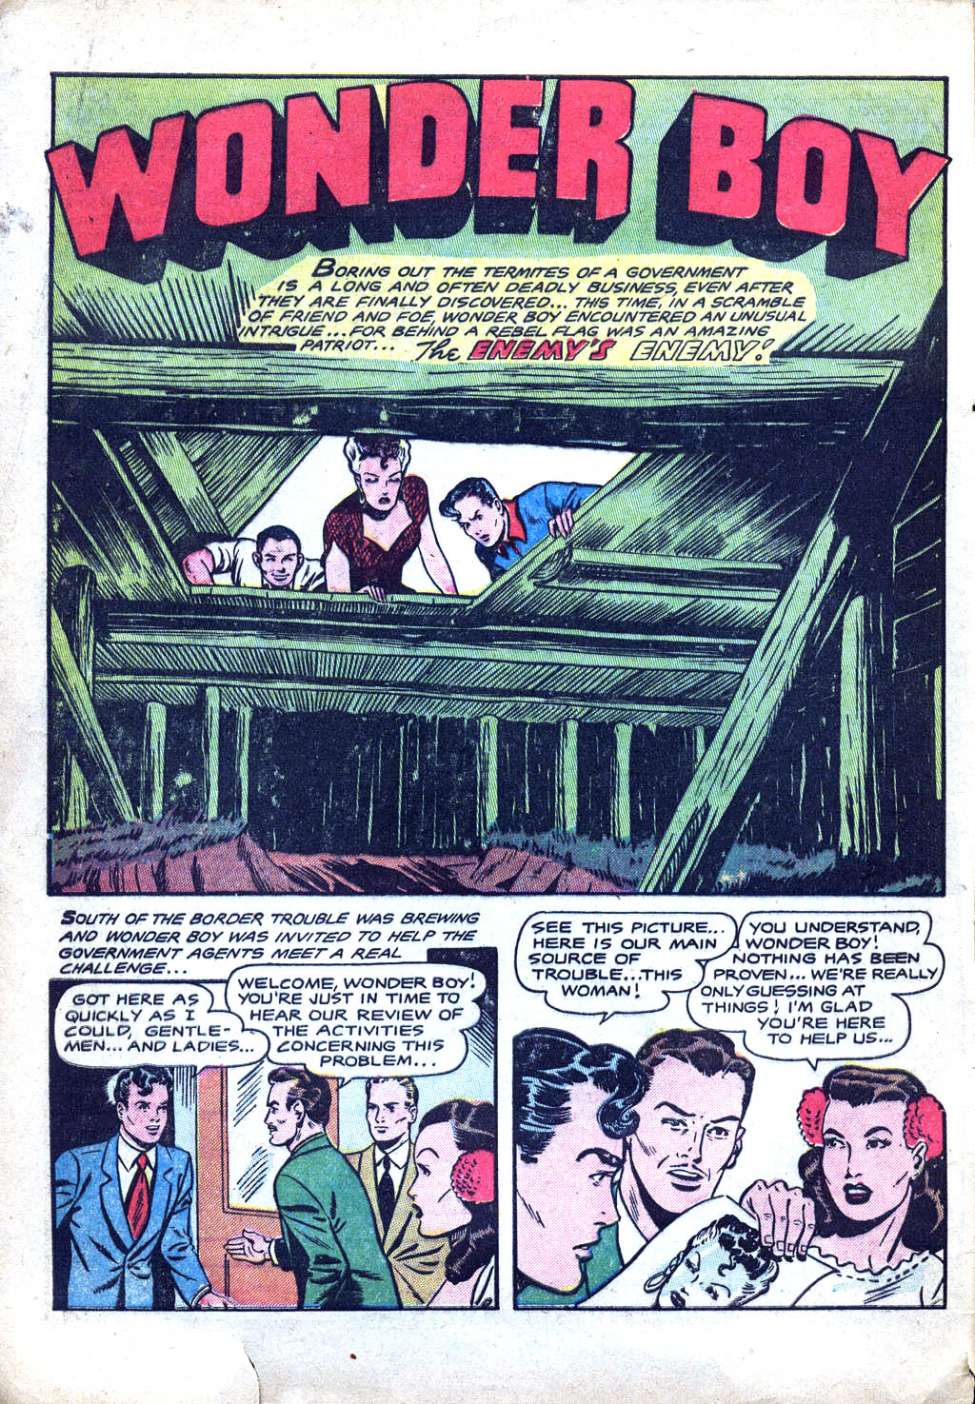 WONDER BOY
BORING OUT THE TERMITES OF A GOVERNMENT
IS A LONG AND OFTEN DEADLY BUSINESS, EVEN AFTER
THEY ARE FINALLY DISCOVERED... THIS TIME, IN A SCRAMBLE
OF FRIEND AND FOE, WONDER BOY ENCOUNTERED AN UNUSUAL
INTRIGUE... FOR BEHIND A REBEL FLAG WAS AN AMAZING
PATRIOT... The ENEMY'S ENEMY!
SOUTH OF THE BORDER TROUBLE WAS BREWING
AND WONDER BOY WAS INVITED TO HELP THE
GOVERNMENT AGENTS MEET A REAL
CHALLENGE...
GOT HERE AS
QUICKLY AS I
COULD, GENTLE-
MEN... AND LADIES...
WELCOME, WONDER BOY!
YOU'RE JUST IN TIME TO
HEAR OUR REVIEW OF
THE ACTIVITIES
CONCERNING THIS
PROBLEM...
SEE THIS PICTURE...
HERE IS OUR MAIN
SOURCE OF
TROUBLE... THIS
WOMAN!
YOU UNDERSTAND,
WONDER BOY!
NOTHING HAS BEEN
PROVEN... WE'RE REALLY
ONLY GUESSING AT
THINGS! I'M GLAD
YOU'RE HERE
TO HELP US...